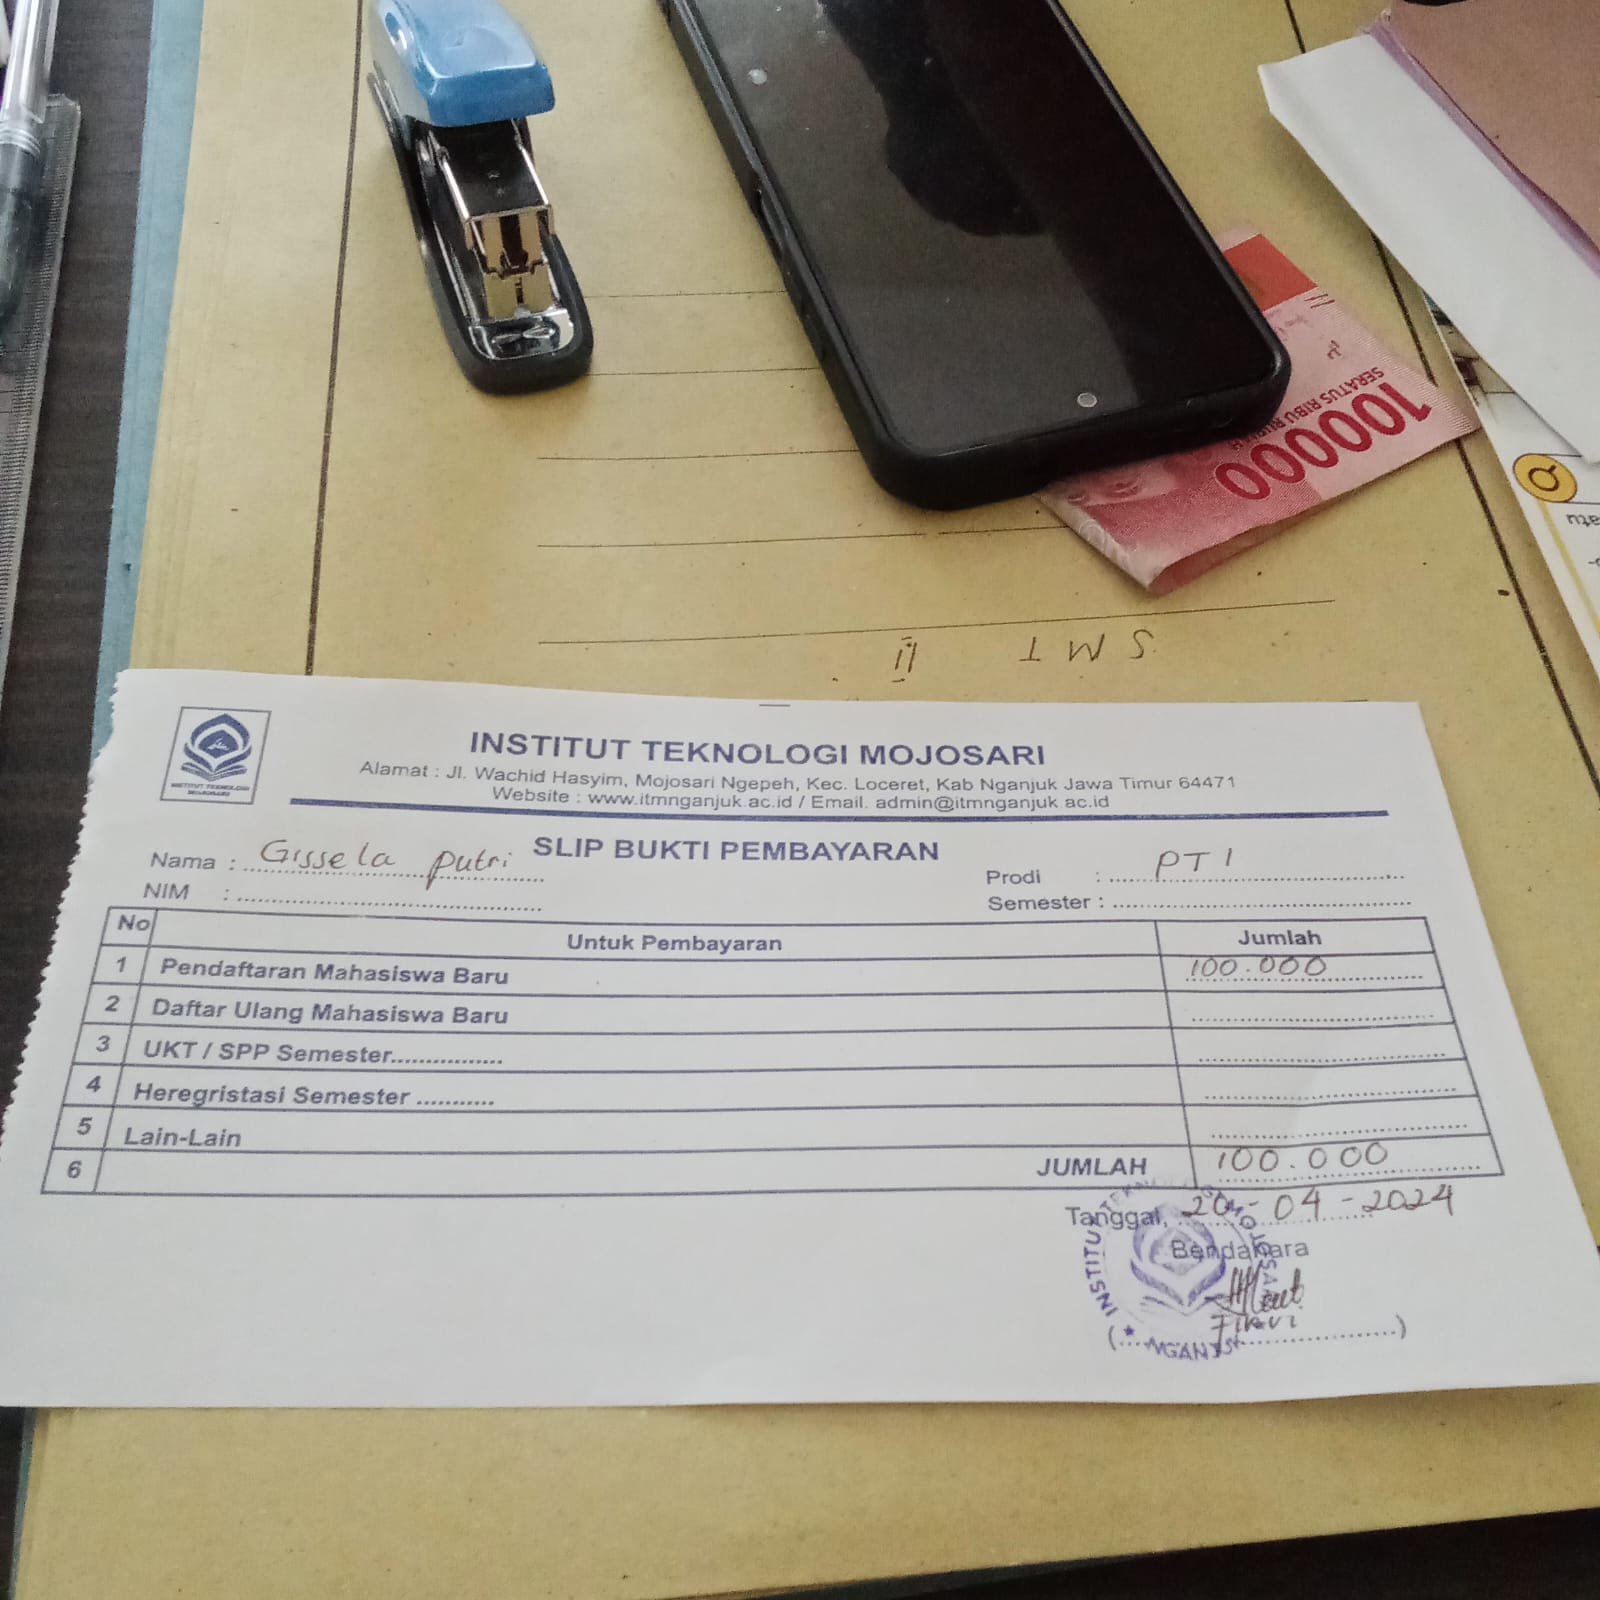 100000
SERATUS RIBU RUPIAH
SMT II
INSTITUT TEKNOLOGI MOJOSARI
INSTITUT TEKNOLOGI MOJOSARI
Alamat : Jl. Wachid Hasyim, Mojosari Ngepeh, Kec. Loceret, Kab Nganjuk Jawa Timur 64471
Website : www.itmnganjuk.ac.id / Email. admin@itmnganjuk.ac.id
SLIP BUKTI PEMBAYARAN
Nama : Gissela putri
Prodi : PTI
NIM :
Semester :
No Untuk Pembayaran Jumlah
1 Pendaftaran Mahasiswa Baru 100.000
2 Daftar Ulang Mahasiswa Baru
3 UKT / SPP Semester................
4 Heregristasi Semester ...........
5 Lain-Lain
6 JUMLAH 100.000
Tanggal, 20-04-2024
Bendahara
INSTITUT TEKNOLOGI MOJOSARI
NGANJUK